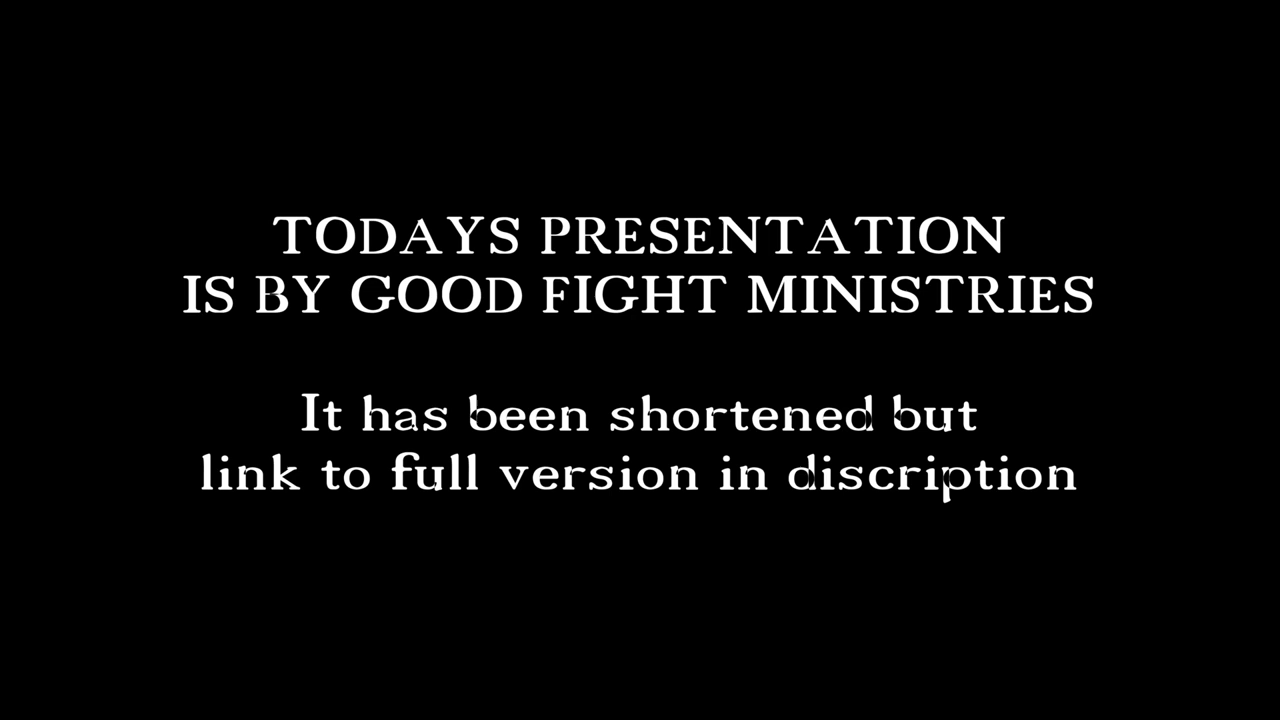 TODAYS PRESENTATION
IS BY GOOD FIGHT MINISTRIES
It has been shortened but
link to full version in discription